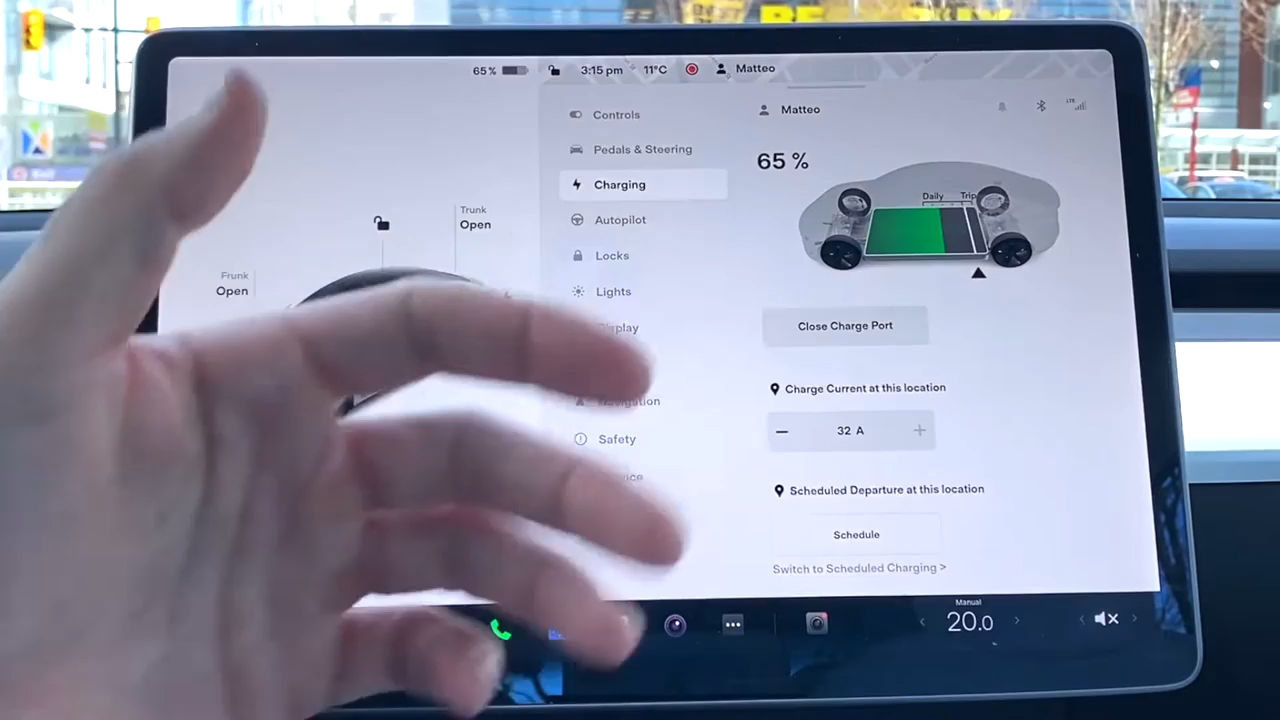 65%
3:15 pm
11°C
Matteo
Trunk
Open
Frunk
Open
Controls
Pedals & Steering
Charging
Autopilot
Locks
Lights
Safety
Matteo
LTE
65 %
Daily
Trip
Close Charge Port
Charge Current at this location
− 32 A +
Scheduled Departure at this location
Schedule
Switch to Scheduled Charging >
Manual
< 20.0 >